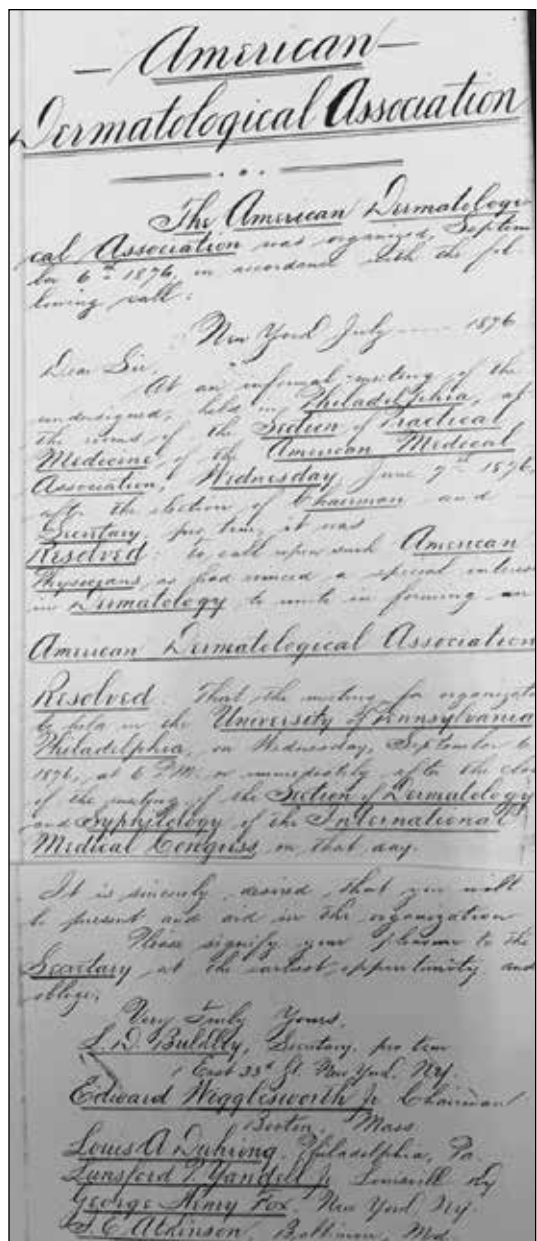 — American —
Dermatological Association
The American Dermatologi-
cal Association was organized, Septem
ber 6th 1876, in accordance with the fol-
lowing call:
New York July 1876
Dear Sir,
At an informal meeting of the
undersigned, held in Philadelphia, at
the rooms of the Section of Practical
Medicine, of the American Medical
Association, Wednesday, June 7th 1876,
after the election of Chairman and
Secretary pro tem, it was
Resolved: To call upon such American
Physicians as had evinced a special interest
in Dermatology to unite in forming an
American Dermatological Association
Resolved: That the meeting for organizatio
be held in the University of Pennsylvania
Philadelphia, on Wednesday, September 6,
1876, at 6 P.M. or immediately after the clos
of the meeting of the Section of Dermatology
and Syphilology of the International
Medical Congress on that day.
It is sincerely desired that you will
be present and aid in the organization
Please signify your pleasure to the
Secretary at the earliest opportunity and
oblige,
Very Truly Yours,
L. D. Bulkley, Secretary pro tem
1 East 33d St. New York, N.Y.
Edward Wigglesworth Jr Chairman
Boston, Mass.
Louis A Duhring, Philadelphia, Pa.
Lunsford P. Yandell Jr Louisville Ky
George Henry Fox, New York, N.Y.
Atkinson, Baltimore, Md.